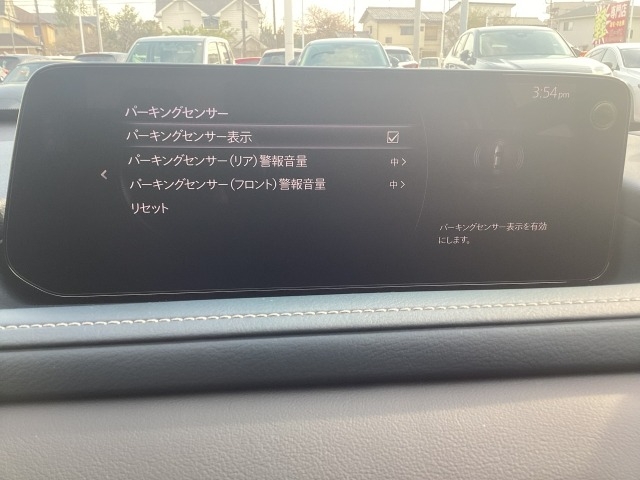 3:54pm
パーキングセンサー
パーキングセンサー表示
パーキングセンサー(リア)警報音量 中
パーキングセンサー(フロント)警報音量 中
リセット
パーキングセンサー表示を有効
にします。